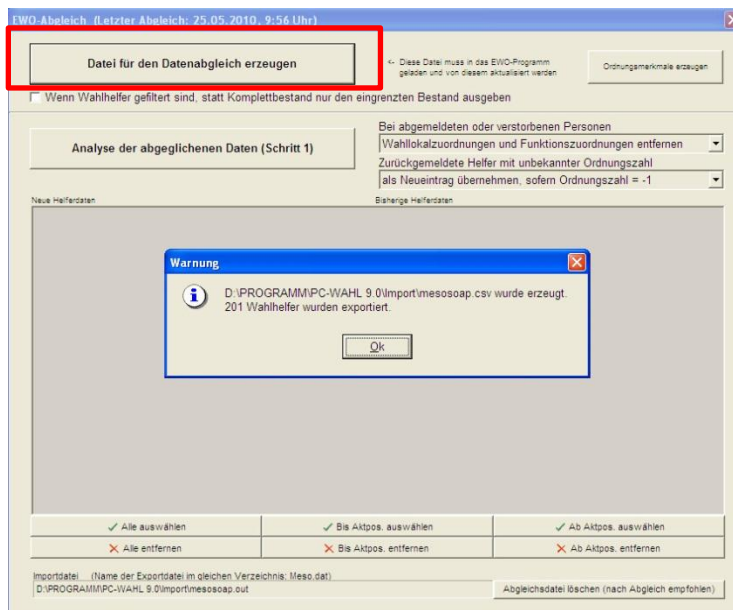 EWO-Abgleich (Letzter Abgleich: 25.05.2010, 9:56 Uhr)
Datei für den Datenabgleich erzeugen
<- Diese Datei muss in das EWO-Programm
geladen und von diesem aktualisiert werden
Ordnungsmerkmale erzeugen
Wenn Wahlhelfer gefiltert sind, statt Komplettbestand nur den eingrenzten Bestand ausgeben
Analyse der abgeglichenen Daten (Schritt 1)
Bei abgemeldeten oder verstorbenen Personen
Wahllokalzuordnungen und Funktionszuordnungen entfernen
Zurückgemeldete Helfer mit unbekannter Ordnungszahl
als Neueintrag übernehmen, sofern Ordnungszahl = -1
Neue Helferdaten
Bisherige Helferdaten
Warnung
D:\PROGRAMM\PC-WAHL 9.0\Import\mesosoap.csv wurde erzeugt.
201 Wahlhelfer wurden exportiert.
Ok
Alle auswählen
Bis Aktpos. auswählen
Ab Aktpos. auswählen
Alle entfernen
Bis Aktpos. entfernen
Ab Aktpos. entfernen
Importdatei (Name der Exportdatei im gleichen Verzeichnis: Meso.dat)
D:\PROGRAMM\PC-WAHL 9.0\Import\mesosoap.out
Abgleichsdatei löschen (nach Abgleich empfohlen)